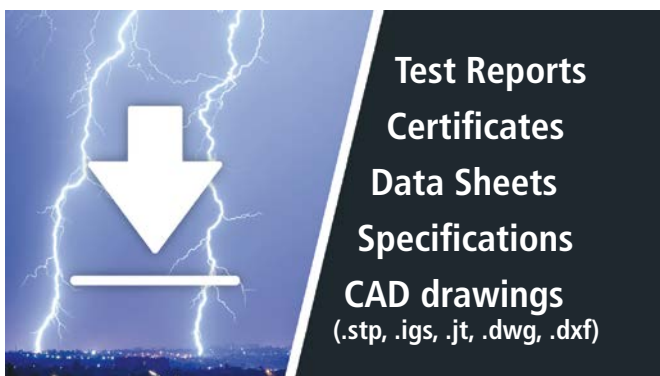 Test Reports
Certificates
Data Sheets
Specifications
CAD drawings
(.stp, .igs, .jt, .dwg, .dxf)